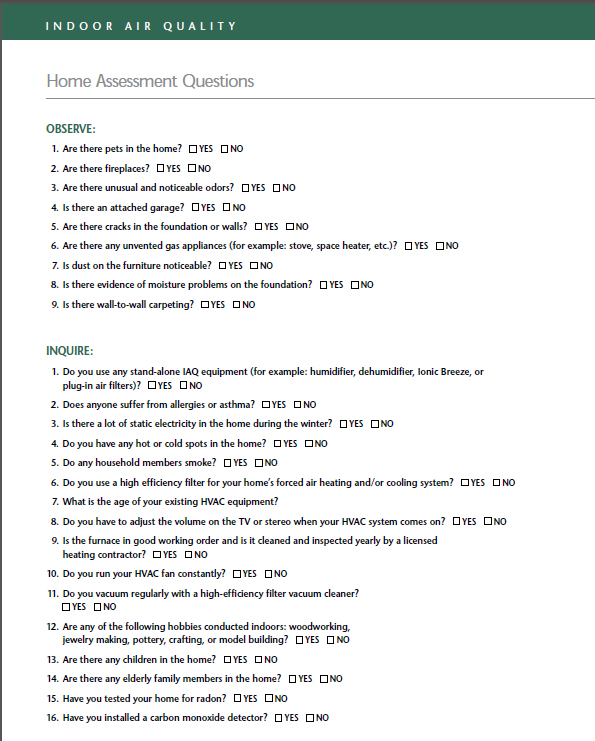 INDOOR AIR QUALITY
Home Assessment Questions
OBSERVE:
1. Are there pets in the home? ☐ YES ☐ NO
2. Are there fireplaces? ☐ YES ☐ NO
3. Are there unusual and noticeable odors? ☐ YES ☐ NO
4. Is there an attached garage? ☐ YES ☐ NO
5. Are there cracks in the foundation or walls? ☐ YES ☐ NO
6. Are there any unvented gas appliances (for example: stove, space heater, etc.)? ☐ YES ☐ NO
7. Is dust on the furniture noticeable? ☐ YES ☐ NO
8. Is there evidence of moisture problems on the foundation? ☐ YES ☐ NO
9. Is there wall-to-wall carpeting? ☐ YES ☐ NO
INQUIRE:
1. Do you use any stand-alone IAQ equipment (for example: humidifier, dehumidifier, Ionic Breeze, or
plug-in air filters)? ☐ YES ☐ NO
2. Does anyone suffer from allergies or asthma? ☐ YES ☐ NO
3. Is there a lot of static electricity in the home during the winter? ☐ YES ☐ NO
4. Do you have any hot or cold spots in the home? ☐ YES ☐ NO
5. Do any household members smoke? ☐ YES ☐ NO
6. Do you use a high efficiency filter for your home's forced air heating and/or cooling system? ☐ YES ☐ NO
7. What is the age of your existing HVAC equipment?
8. Do you have to adjust the volume on the TV or stereo when your HVAC system comes on? ☐ YES ☐ NO
9. Is the furnace in good working order and is it cleaned and inspected yearly by a licensed
heating contractor? ☐ YES ☐ NO
10. Do you run your HVAC fan constantly? ☐ YES ☐ NO
11. Do you vacuum regularly with a high-efficiency filter vacuum cleaner?
☐ YES ☐ NO
12. Are any of the following hobbies conducted indoors: woodworking,
jewelry making, pottery, crafting, or model building? ☐ YES ☐ NO
13. Are there any children in the home? ☐ YES ☐ NO
14. Are there any elderly family members in the home? ☐ YES ☐ NO
15. Have you tested your home for radon? ☐ YES ☐ NO
16. Have you installed a carbon monoxide detector? ☐ YES ☐ NO